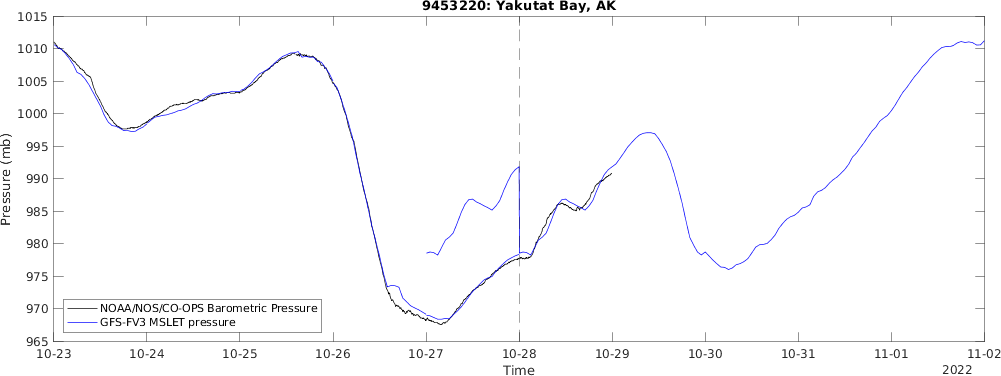 9453220: Yakutat Bay, AK
1015
1010
1005
1000
995
990
985
980
975
970
965
Pressure (mb)
NOAA/NOS/CO-OPS Barometric Pressure
GFS-FV3 MSLET pressure
10-23 10-24 10-25 10-26 10-27 10-28 10-29 10-30 10-31 11-01 11-02
Time
2022